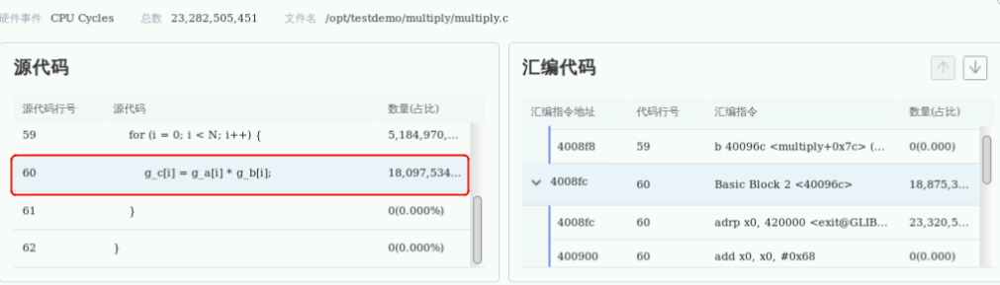 硬件事件 CPU Cycles 总数 23,282,505,451 文件名 /opt/testdemo/multiply/multiply.c
源代码
源代码行号 源代码 数量(占比)
59 for (i = 0; i < N; i++) { 5,184,970,...
60 g_c[i] = g_a[i] * g_b[i]; 18,097,534...
61 } 0(0.000%)
62 } 0(0.000%)
汇编代码
汇编指令地址 代码行号 汇编指令 数量(占比)
4008f8 59 b 40096c <multiply+0x7c> (... 0(0.000)
4008fc 60 Basic Block 2 <40096c> 18,875,3...
4008fc 60 adrp x0, 420000 <exit@GLIB... 23,320,5...
400900 60 add x0, x0, #0x68 0(0.000)